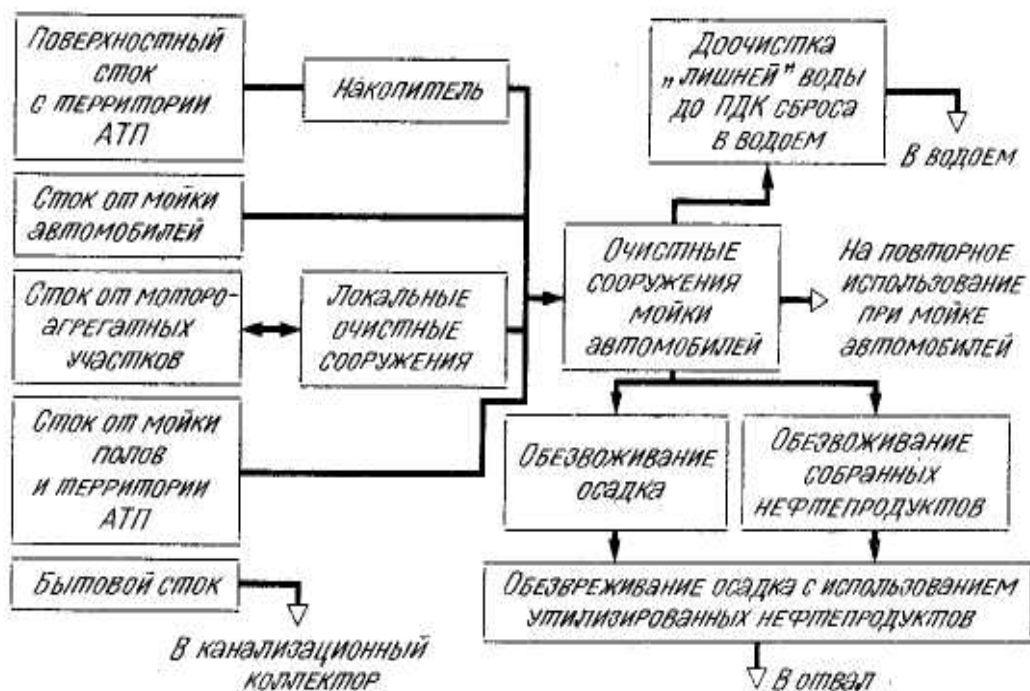 Поверхностный
сток
с территории
АТП
Накопитель
Доочистка
„лишней" воды
до ПДК сброса
в водоем
В водоем
Сток от мойки
автомобилей
Очистные
сооружения
мойки
автомобилей
На повторное
использование
при мойке
автомобилей
Сток от моторо-
агрегатных
участков
Локальные
очистные
сооружения
Сток от мойки
полов
и территории
АТП
Обезвоживание
осадка
Обезвоживание
собранных
нефтепродуктов
Бытовой сток
В канализационный
коллектор
Обезвреживание осадка с использованием
утилизированных нефтепродуктов
В отвал